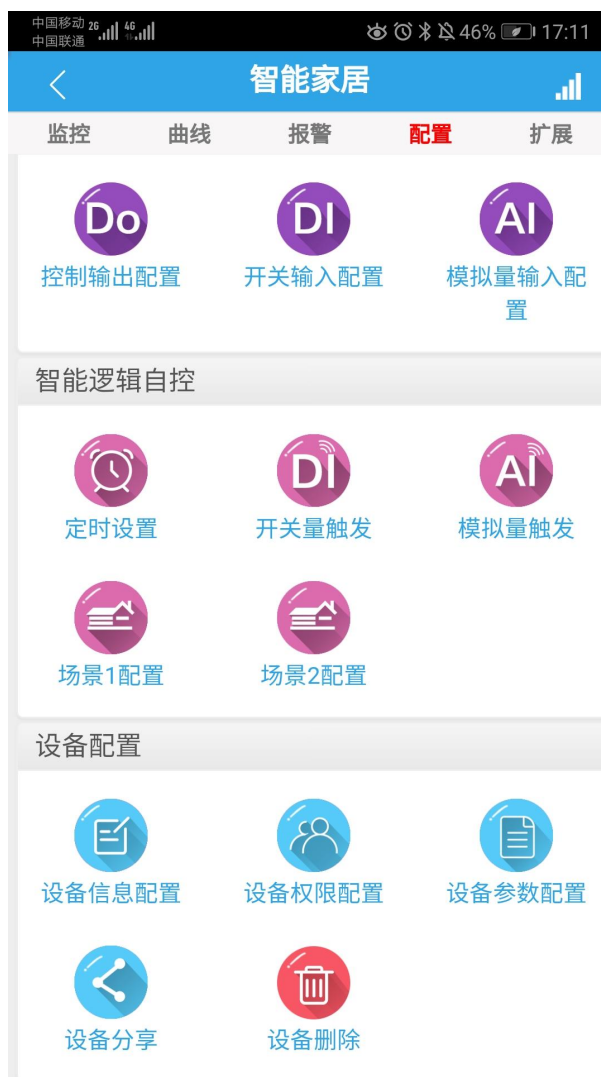 中国移动 2G 4G
中国联通
46% 17:11
智能家居
监控 曲线 报警 配置 扩展
Do DI AI
控制输出配置 开关输入配置 模拟量输入配
置
智能逻辑自控
DI AI
定时设置 开关量触发 模拟量触发
场景1配置 场景2配置
设备配置
设备信息配置 设备权限配置 设备参数配置
设备分享 设备删除